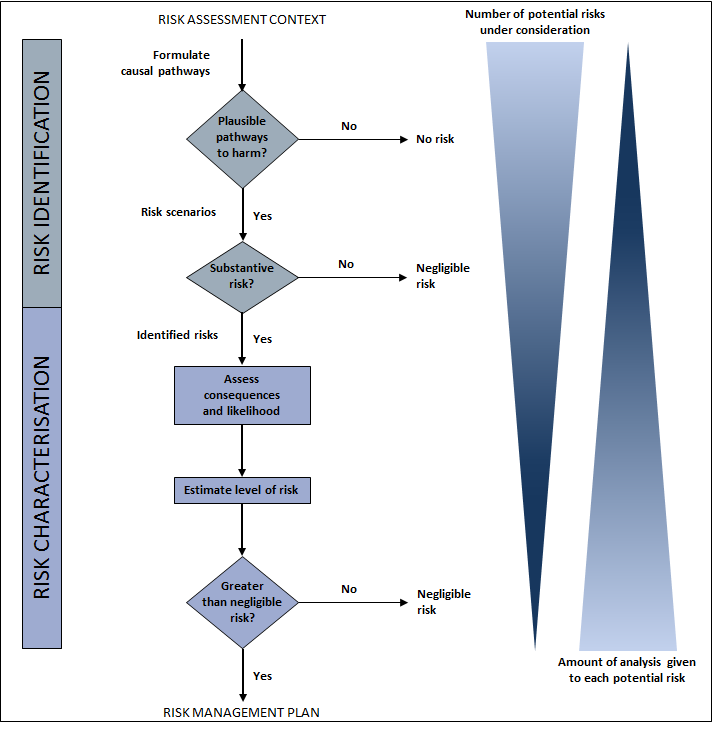 RISK ASSESSMENT CONTEXT
Number of potential risks
under consideration
RISK IDENTIFICATION
Formulate
causal pathways
Plausible
pathways
to harm?
No
No risk
Risk scenarios
Yes
Substantive
risk?
No
Negligible
risk
RISK CHARACTERISATION
Identified risks
Yes
Assess
consequences
and likelihood
Estimate level of risk
Greater
than negligible
risk?
No
Negligible
risk
Yes
Amount of analysis given
to each potential risk
RISK MANAGEMENT PLAN